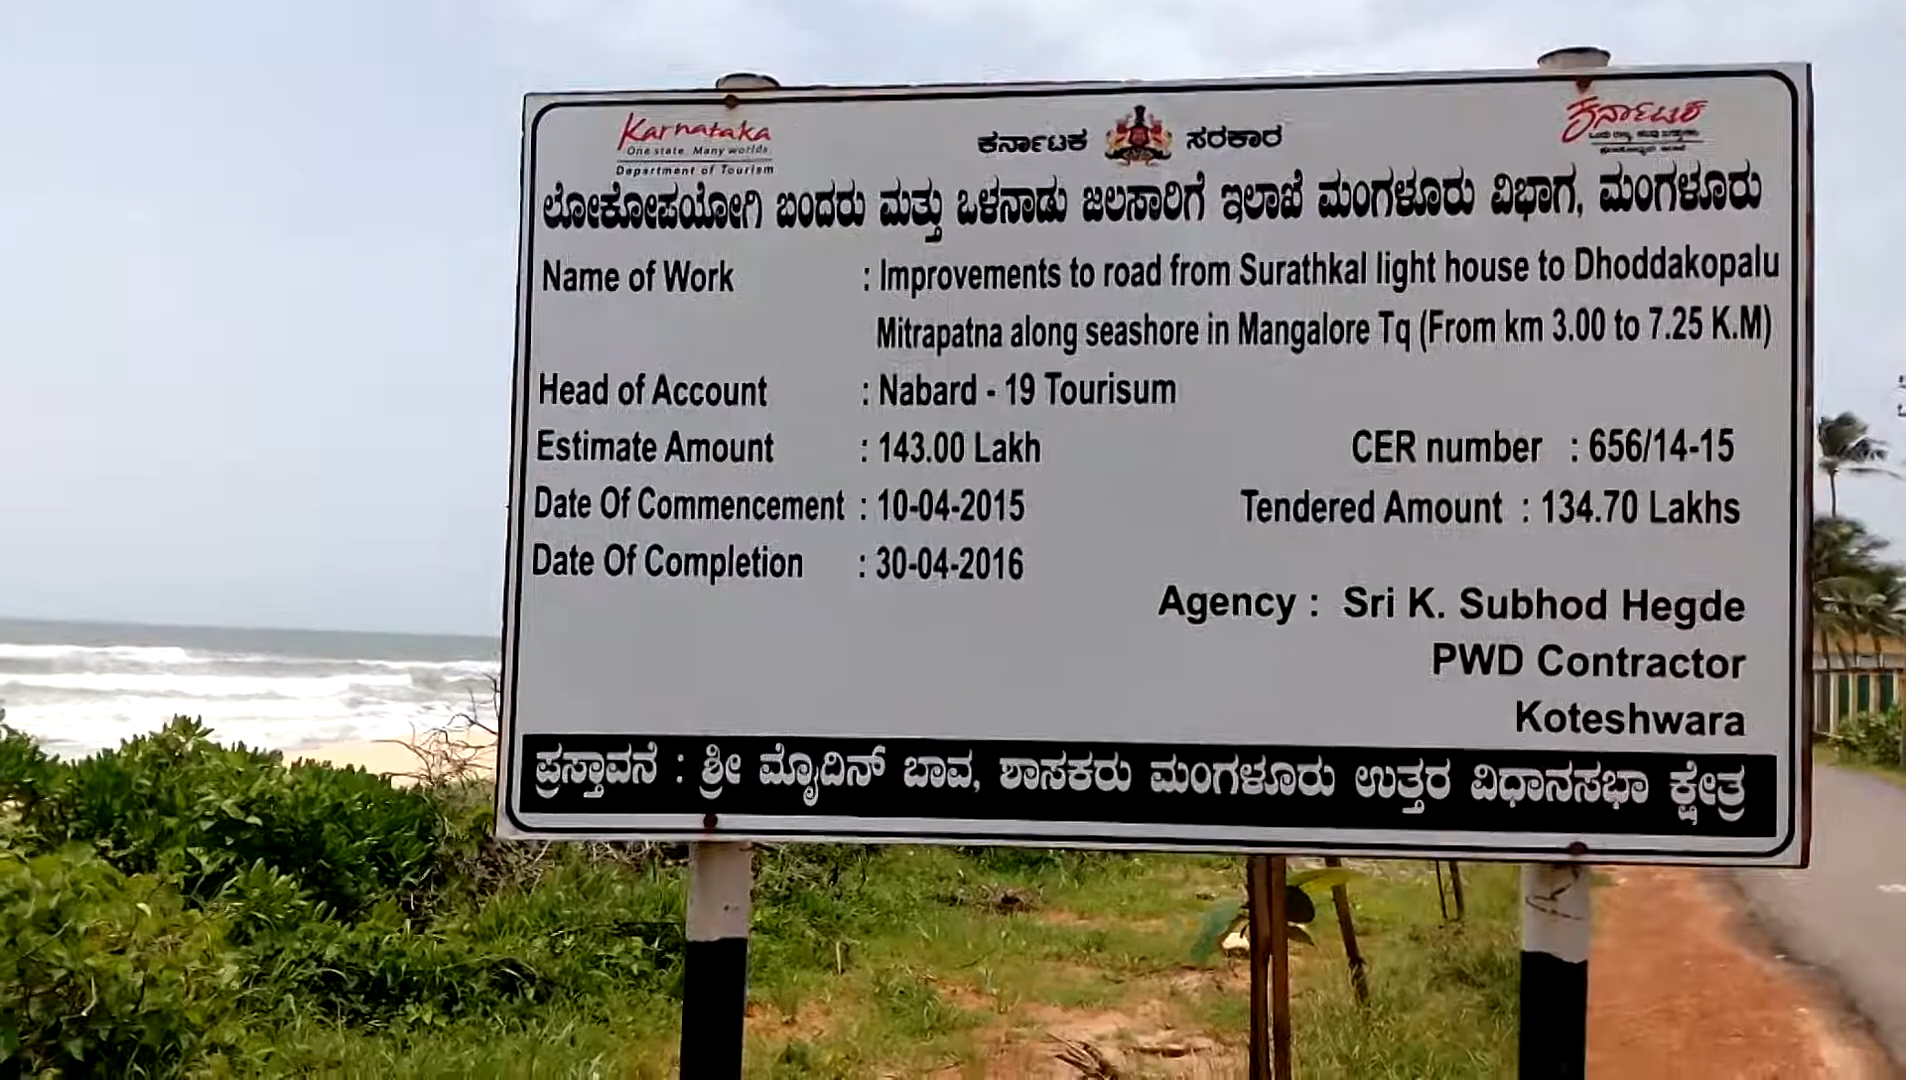 Karnataka
One state. Many worlds.
Department of Tourism
ಕರ್ನಾಟಕ ಸರಕಾರ
ಕರ್ನಾಟಕ
ಲೋಕೋಪಯೋಗಿ ಬಂದರು ಮತ್ತು ಒಳನಾಡು ಜಲಸಾರಿಗೆ ಇಲಾಖೆ ಮಂಗಳೂರು ವಿಭಾಗ, ಮಂಗಳೂರು
Name of Work : Improvements to road from Surathkal light house to Dhoddakopalu
Mitrapatna along seashore in Mangalore Tq (From km 3.00 to 7.25 K.M)
Head of Account : Nabard - 19 Tourisum
Estimate Amount : 143.00 Lakh CER number : 656/14-15
Date Of Commencement : 10-04-2015 Tendered Amount : 134.70 Lakhs
Date Of Completion : 30-04-2016
Agency : Sri K. Subhod Hegde
PWD Contractor
Koteshwara
ಪ್ರಸ್ತಾವನೆ : ಶ್ರೀ ಮೊೈದಿನ್ ಬಾವ, ಶಾಸಕರು ಮಂಗಳೂರು ಉತ್ತರ ವಿಧಾನಸಭಾ ಕ್ಷೇತ್ರ